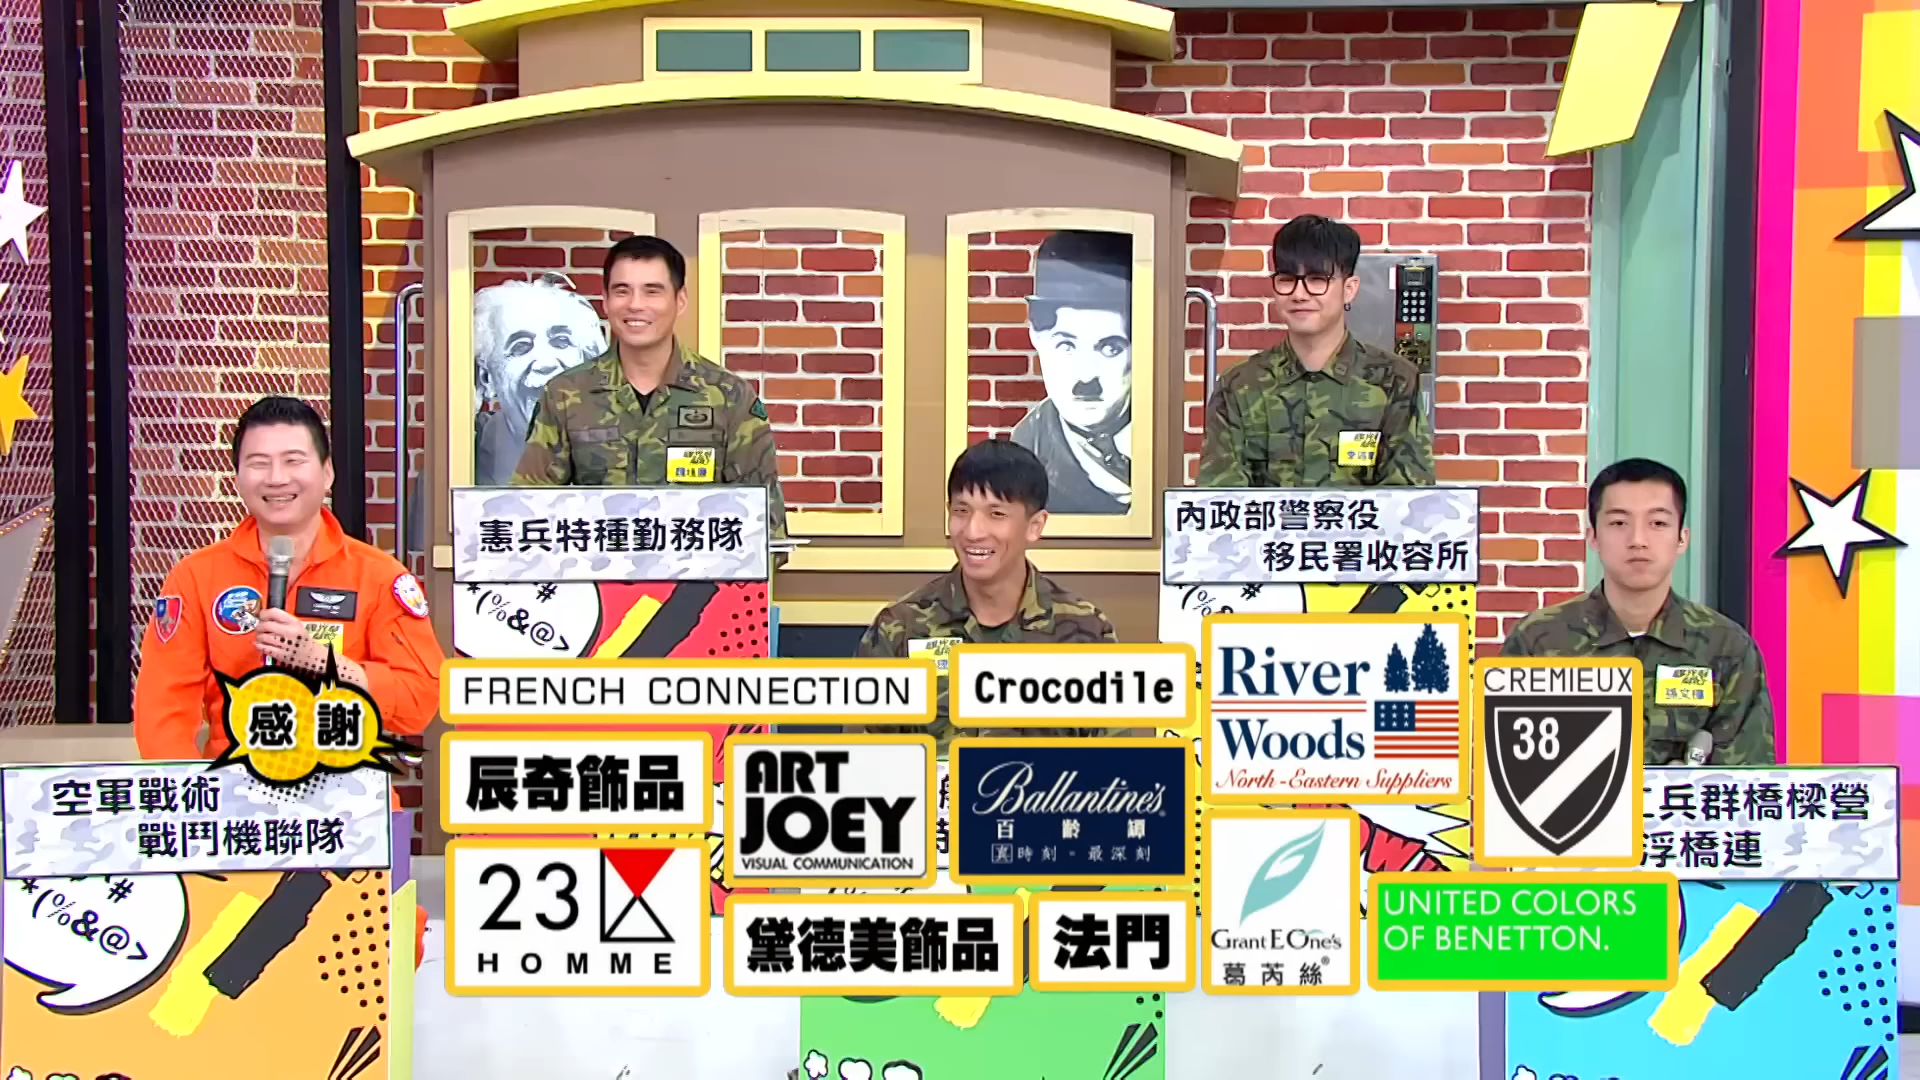 憲兵特種勤務隊
內政部警察役
移民署收容所
*(%&@>
#
*(%&@>
感謝
空軍戰術
戰鬥機聯隊
工兵群橋樑營
浮橋連
#
*(%&@>
FRENCH CONNECTION
Crocodile
River
Woods
North-Eastern Suppliers
CREMIEUX
38
辰奇飾品
ART
JOEY
VISUAL COMMUNICATION
Ballantine's
百齡罈
真時刻・最深刻
23
HOMME
黛德美飾品
法門
Grant E One's
葛芮絲
UNITED COLORS
OF BENETTON.